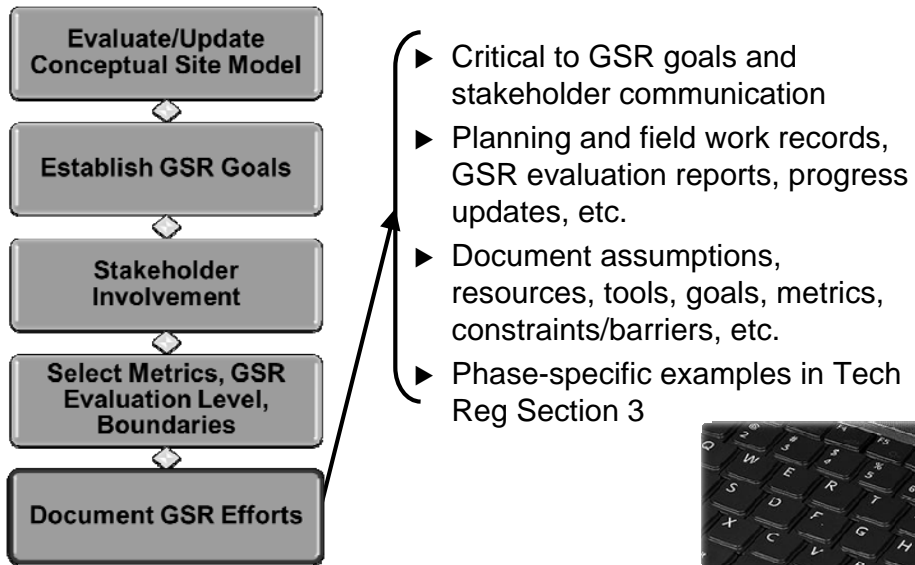 Evaluate/Update
Conceptual Site Model
Establish GSR Goals
Stakeholder
Involvement
Select Metrics, GSR
Evaluation Level,
Boundaries
Document GSR Efforts
► Critical to GSR goals and
stakeholder communication
► Planning and field work records,
GSR evaluation reports, progress
updates, etc.
► Document assumptions,
resources, tools, goals, metrics,
constraints/barriers, etc.
► Phase-specific examples in Tech
Reg Section 3
Q W E R T
S D F G H
X C V